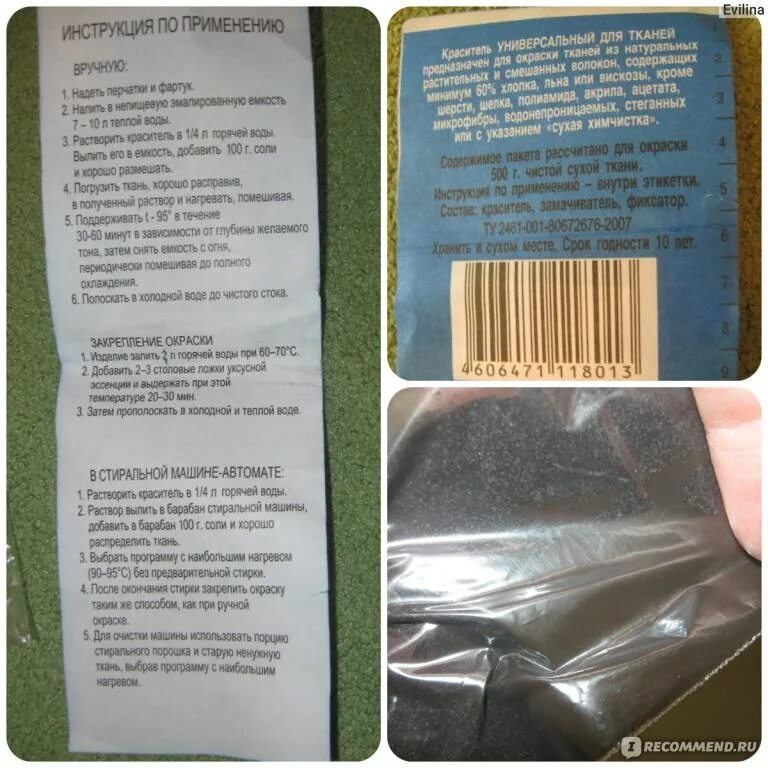 ИНСТРУКЦИЯ ПО ПРИМЕНЕНИЮ
ВРУЧНУЮ:
1. Надеть перчатки и фартук.
2. Налить в непищевую эмалированную емкость
7 – 10 л теплой воды.
3. Растворить краситель в 1/4 л горячей воды.
Вылить его в емкость, добавить 100 г. соли
и хорошо размешать.
4. Погрузить ткань, хорошо расправив,
в полученный раствор и нагревать, помешивая.
5. Поддерживать t - 95° в течение
30-60 минут в зависимости от глубины желаемого
тона, затем снять емкость с огня,
периодически помешивая до полного
охлаждения.
6. Полоскать в холодной воде до чистого стока.
ЗАКРЕПЛЕНИЕ ОКРАСКИ
1. Изделие залить 2 л горячей воды при 60–70°С.
2. Добавить 2–3 столовые ложки уксусной
эссенции и выдержать при этой
температуре 20–30 мин.
3. Затем прополоскать в холодной и теплой воде.
В СТИРАЛЬНОЙ МАШИНЕ-АВТОМАТЕ:
1. Растворить краситель в 1/4 л горячей воды.
2. Раствор вылить в барабан стиральной машины,
добавить в барабан 100 г. соли и хорошо
распределить ткань.
3. Выбрать программу с наибольшим нагревом
(90–95°С) без предварительной стирки.
4. После окончания стирки закрепить окраску
таким же способом, как при ручной
окраске.
5. Для очистки машины использовать порцию
стирального порошка и старую ненужную
ткань, выбрав программу с наибольшим
нагревом.
Evilina
Краситель УНИВЕРСАЛЬНЫЙ ДЛЯ ТКАНЕЙ
предназначен для окраски тканей из натуральных
растительных и смешанных волокон, содержащих
минимум 60% хлопка, льна или вискозы, кроме
шерсти, шелка, полиамида, акрила, ацетата,
микрофибры, водонепроницаемых, стеганных
или с указанием «сухая химчистка».
Содержимое пакета рассчитано для окраски
500 г. чистой сухой ткани.
Инструкция по применению – внутри этикетки.
Состав: краситель, замачиватель, фиксатор.
ТУ 2461-001-80672676-2007
Хранить в сухом месте. Срок годности 10 лет.
4 606471 118013
2
3
4
5
6
7
8
9
I RECOMMEND.RU